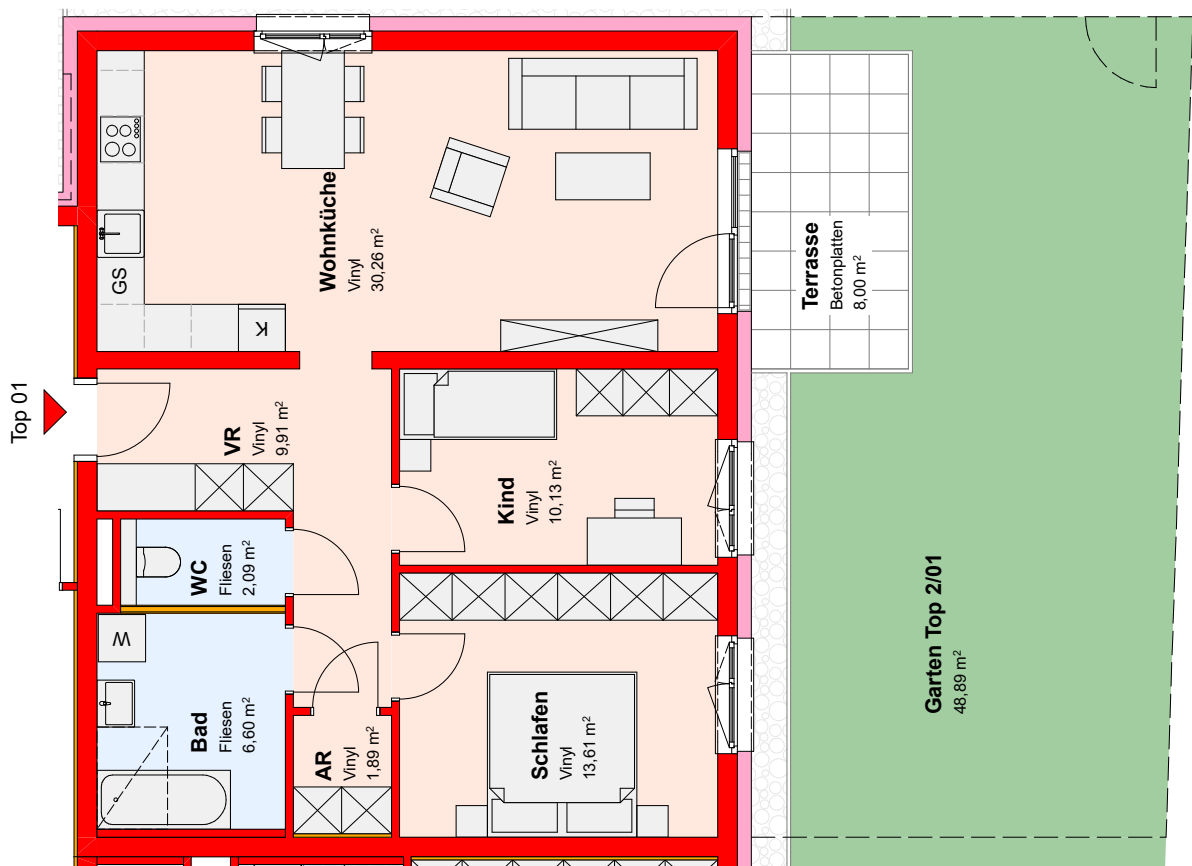 Top 01
Wohnküche
Vinyl
30,26 m²
GS
K
Terrasse
Betonplatten
8,00 m²
VR
Vinyl
9,91 m²
Kind
Vinyl
10,13 m²
WC
Fliesen
2,09 m²
W
Bad
Fliesen
6,60 m²
AR
Vinyl
1,89 m²
Schlafen
Vinyl
13,61 m²
Garten Top 2/01
48,89 m²